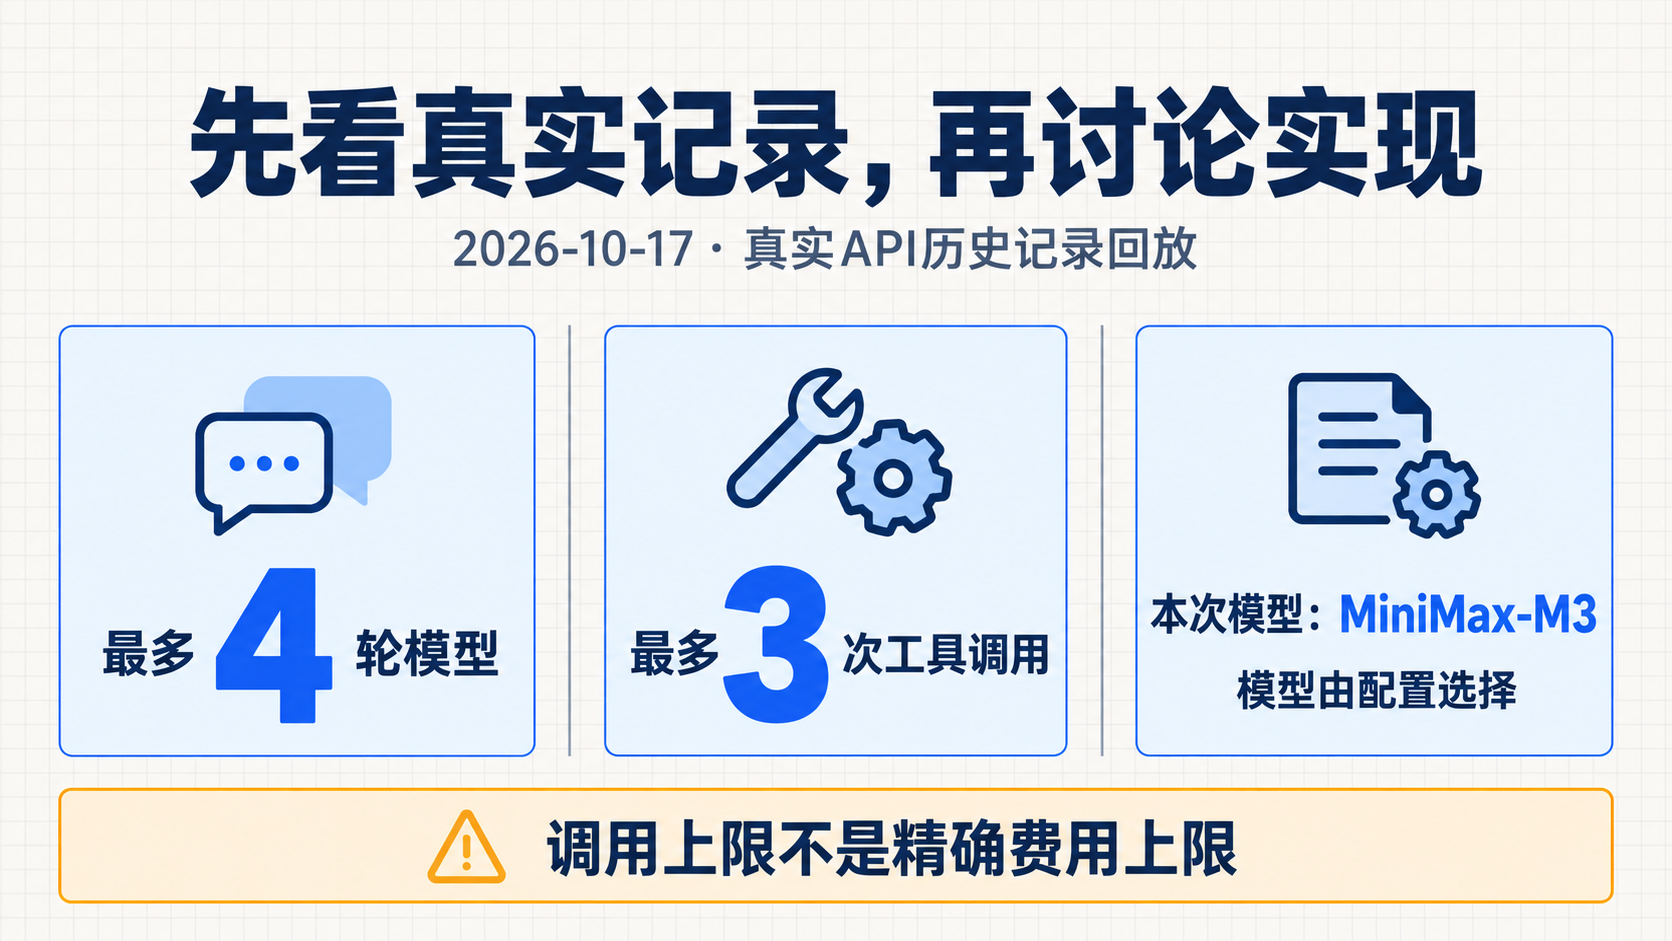 先看真实记录，再讨论实现
2026-10-17 · 真实API历史记录回放
最多4轮模型
最多3次工具调用
本次模型：MiniMax-M3
模型由配置选择
调用上限不是精确费用上限